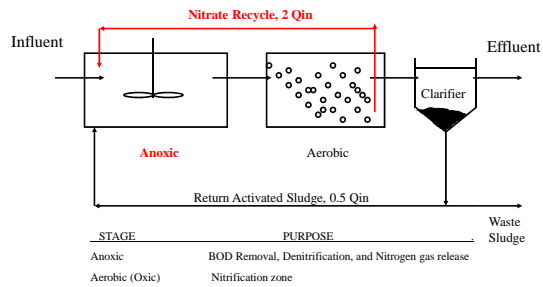 Nitrate Recycle, 2 Qin
Influent
Effluent
Clarifier
Anoxic
Aerobic
Return Activated Sludge, 0.5 Qin
Waste
Sludge
STAGE PURPOSE .
Anoxic BOD Removal, Denitrification, and Nitrogen gas release
Aerobic (Oxic) Nitrification zone